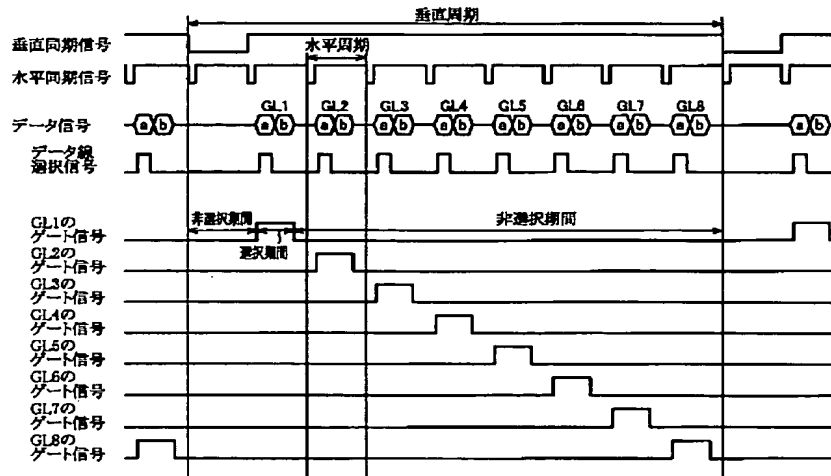 垂直周期
垂直同期信号
水平周期
水平同期信号
GL1 GL2 GL3 GL4 GL5 GL6 GL7 GL8
データ信号 a b a b a b a b a b a b a b a b a b a b
データ線
選択信号
非選択期間 非選択期間
GL1の
ゲート信号
選択期間
GL2の
ゲート信号
GL3の
ゲート信号
GL4の
ゲート信号
GL5の
ゲート信号
GL6の
ゲート信号
GL7の
ゲート信号
GL8の
ゲート信号